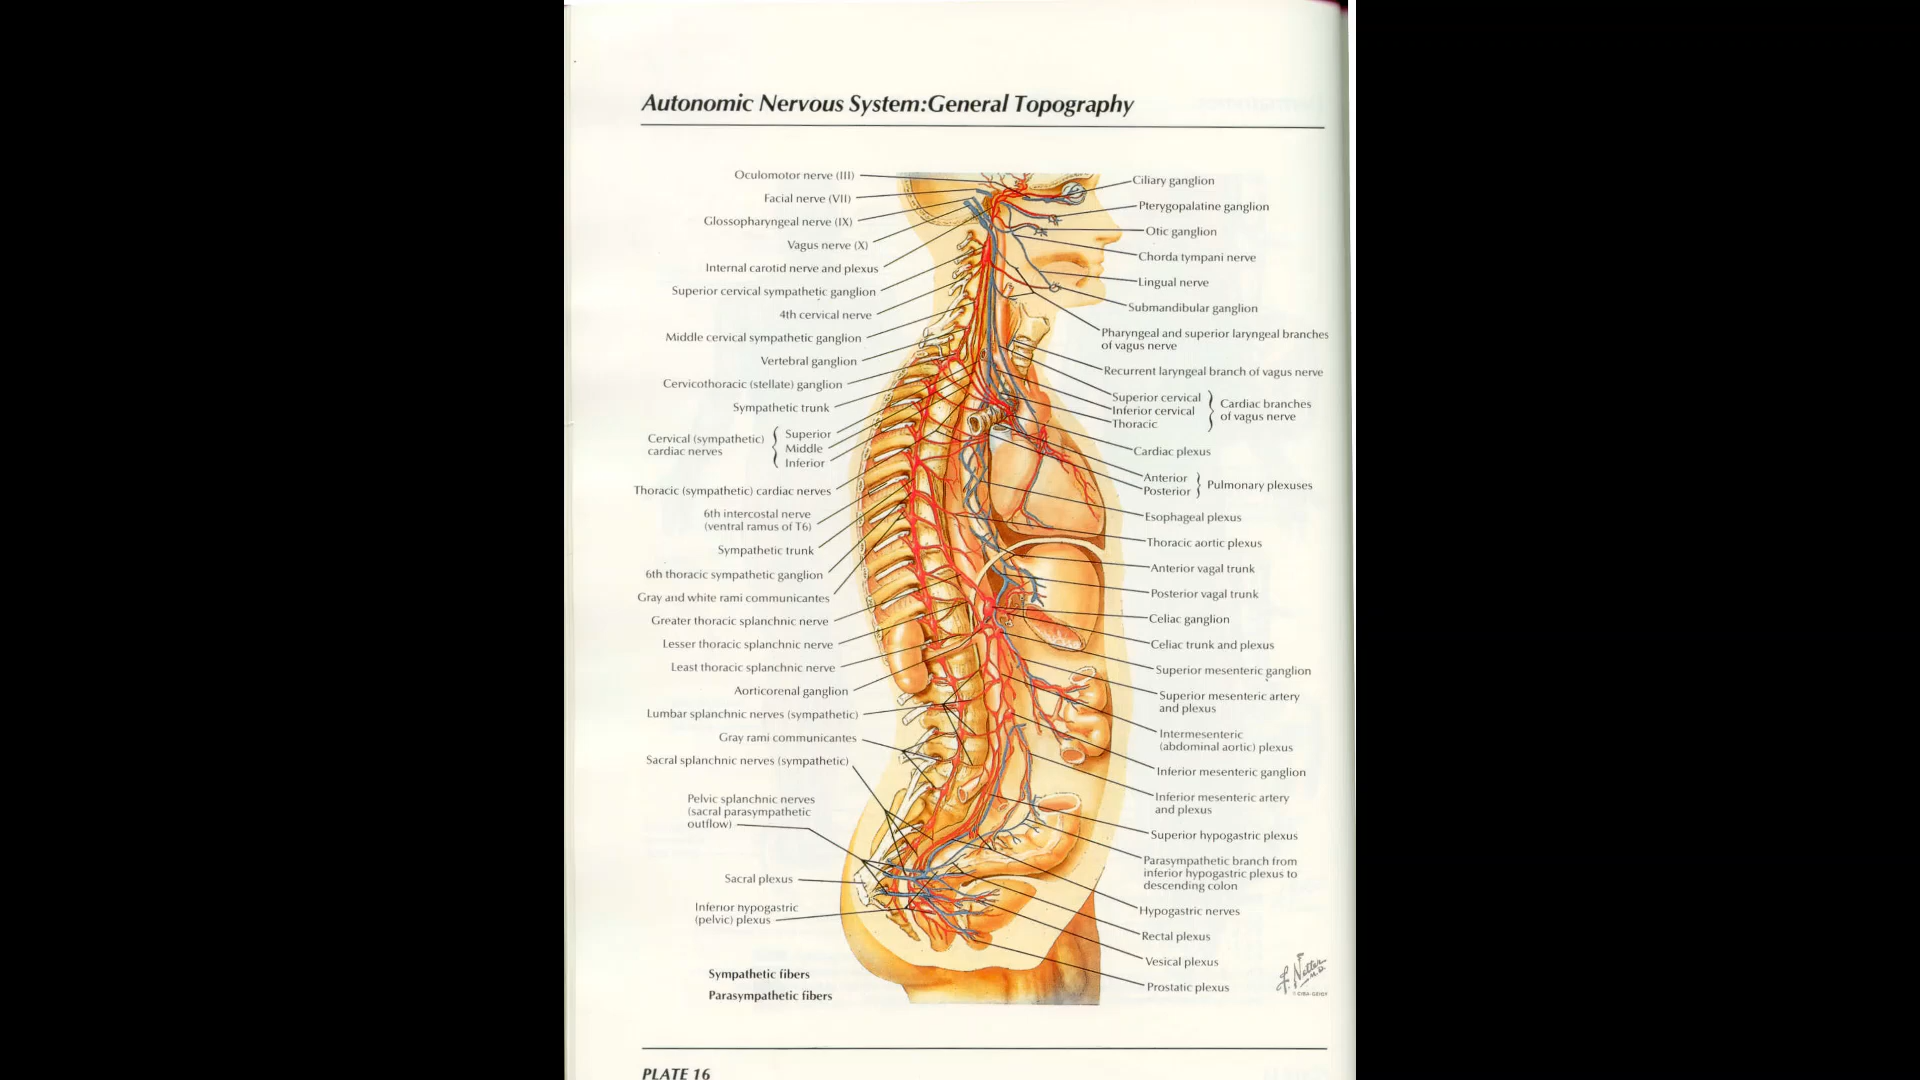 Autonomic Nervous System:General Topography
Oculomotor nerve (III)
Facial nerve (VII)
Glossopharyngeal nerve (IX)
Vagus nerve (X)
Internal carotid nerve and plexus
Superior cervical sympathetic ganglion
4th cervical nerve
Middle cervical sympathetic ganglion
Vertebral ganglion
Cervicothoracic (stellate) ganglion
Sympathetic trunk
Cervical (sympathetic)
cardiac nerves
Superior
Middle
Inferior
Thoracic (sympathetic) cardiac nerves
6th intercostal nerve
(ventral ramus of T6)
Sympathetic trunk
6th thoracic sympathetic ganglion
Gray and white rami communicantes
Greater thoracic splanchnic nerve
Lesser thoracic splanchnic nerve
Least thoracic splanchnic nerve
Aorticorenal ganglion
Lumbar splanchnic nerves (sympathetic)
Gray rami communicantes
Sacral splanchnic nerves (sympathetic)
Pelvic splanchnic nerves
(sacral parasympathetic
outflow)
Sacral plexus
Inferior hypogastric
(pelvic) plexus
Sympathetic fibers
Parasympathetic fibers
Ciliary ganglion
Pterygopalatine ganglion
Otic ganglion
Chorda tympani nerve
Lingual nerve
Submandibular ganglion
Pharyngeal and superior laryngeal branches
of vagus nerve
Recurrent laryngeal branch of vagus nerve
Superior cervical
Inferior cervical
Thoracic
Cardiac branches
of vagus nerve
Cardiac plexus
Anterior
Posterior
Pulmonary plexuses
Esophageal plexus
Thoracic aortic plexus
Anterior vagal trunk
Posterior vagal trunk
Celiac ganglion
Celiac trunk and plexus
Superior mesenteric ganglion
Superior mesenteric artery
and plexus
Intermesenteric
(abdominal aortic) plexus
Inferior mesenteric ganglion
Inferior mesenteric artery
and plexus
Superior hypogastric plexus
Parasympathetic branch from
inferior hypogastric plexus to
descending colon
Hypogastric nerves
Rectal plexus
Vesical plexus
Prostatic plexus
F. Netter
M.D.
© CIBA-GEIGY
PLATE 16